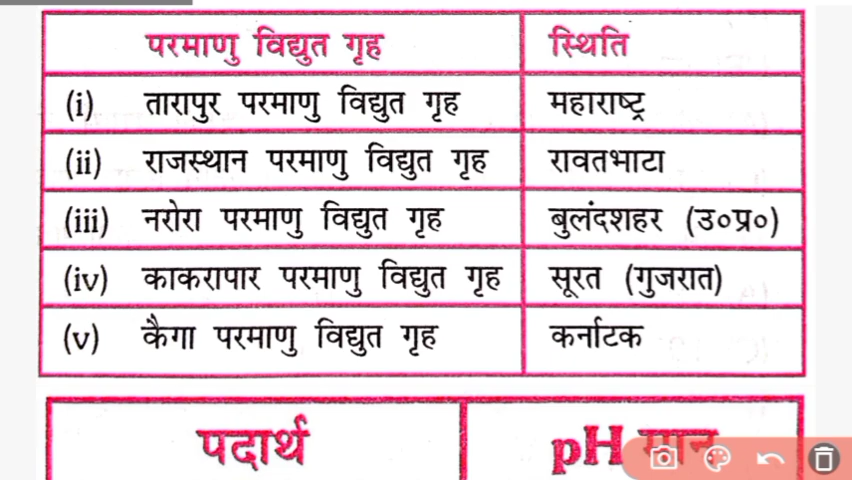 परमाणु विद्युत गृह स्थिति
(i) तारापुर परमाणु विद्युत गृह महाराष्ट्र
(ii) राजस्थान परमाणु विद्युत गृह रावतभाटा
(iii) नरोरा परमाणु विद्युत गृह बुलंदशहर (उ०प्र०)
(iv) काकरापार परमाणु विद्युत गृह सूरत (गुजरात)
(v) कैगा परमाणु विद्युत गृह कर्नाटक
पदार्थ pH मान